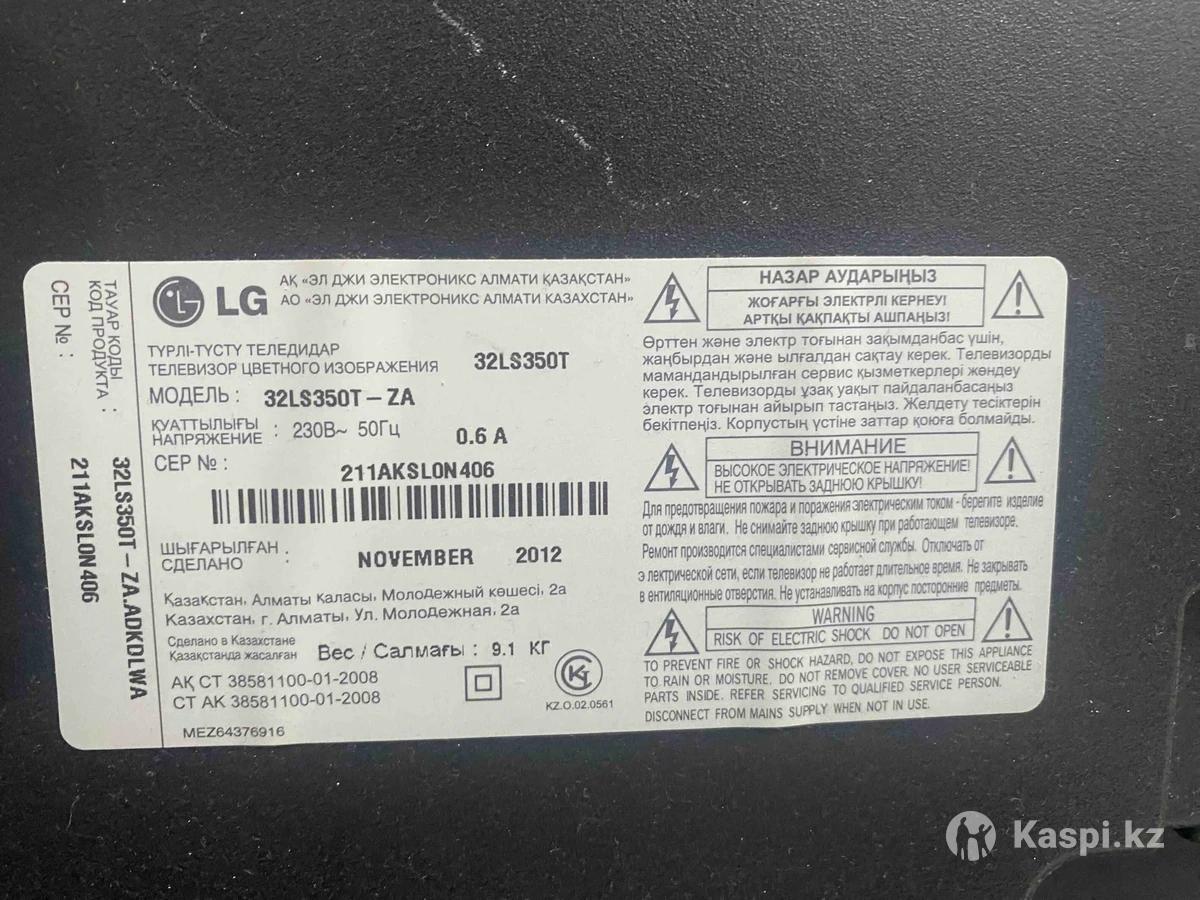 LG
АҚ «ЭЛ ДЖИ ЭЛЕКТРОНИКС АЛМАТИ ҚАЗАҚСТАН»
АО «ЭЛ ДЖИ ЭЛЕКТРОНИКС АЛМАТИ КАЗАХСТАН»
ТҮРЛІ-ТҮСТҮ ТЕЛЕДИДАР
ТЕЛЕВИЗОР ЦВЕТНОГО ИЗОБРАЖЕНИЯ 32LS350T
МОДЕЛЬ : 32LS350T-ZA
ҚУАТТЫЛЫҒЫ
НАПРЯЖЕНИЕ : 230В~ 50Гц 0.6 A
СЕР № :
211AKSL0N406
ШЫҒАРЫЛҒАН
СДЕЛАНО : NOVEMBER 2012
Қазақстан, Алматы қаласы, Молодежный көшесі, 2а
Казахстан, г. Алматы, Ул. Молодежная, 2а
Сделано в Казахстане
Қазақстанда жасалған
Вес / Салмағы : 9.1 КГ
АҚ СТ 38581100-01-2008
СТ АК 38581100-01-2008
KZ.O.02.0561
MEZ64376916
ТАУАР КОДЫ
КОД ПРОДУКТА : 32LS350T-ZA.ADKDLWA
СЕР № : 211AKSL0N406
НАЗАР АУДАРЫҢЫЗ
ЖОҒАРҒЫ ЭЛЕКТРЛІ КЕРНЕУ!
АРТҚЫ ҚАҚПАҚТЫ АШПАҢЫЗ!
Өрттен және электр тоғынан зақымданбас үшін,
жаңбырдан және ылғалдан сақтау керек. Телевизорды
мамандандырылған сервис қызметкерлері жөндеу
керек. Телевизорды ұзақ уақыт пайдаланбасаңыз
электр тоғынан айырып тастаңыз. Желдету тесіктерін
бекітпеңіз. Корпустың үстіне заттар қоюға болмайды.
ВНИМАНИЕ
ВЫСОКОЕ ЭЛЕКТРИЧЕСКОЕ НАПРЯЖЕНИЕ!
НЕ ОТКРЫВАТЬ ЗАДНЮЮ КРЫШКУ!
Для предотвращения пожара и поражения электрическим током - берегите изделие
от дождя и влаги. Не снимайте заднюю крышку при работающем телевизоре.
Ремонт производится специалистами сервисной службы. Отключать от
э лектрической сети, если телевизор не работает длительное время. Не закрывать
в ентиляционные отверстия. Не устанавливать на корпус посторонние предметы.
WARNING
RISK OF ELECTRIC SHOCK DO NOT OPEN
TO PREVENT FIRE OR SHOCK HAZARD, DO NOT EXPOSE THIS APPLIANCE
TO RAIN OR MOISTURE. DO NOT REMOVE COVER. NO USER SERVICEABLE
PARTS INSIDE. REFER SERVICING TO QUALIFIED SERVICE PERSON.
DISCONNECT FROM MAINS SUPPLY WHEN NOT IN USE.
Kaspi.kz